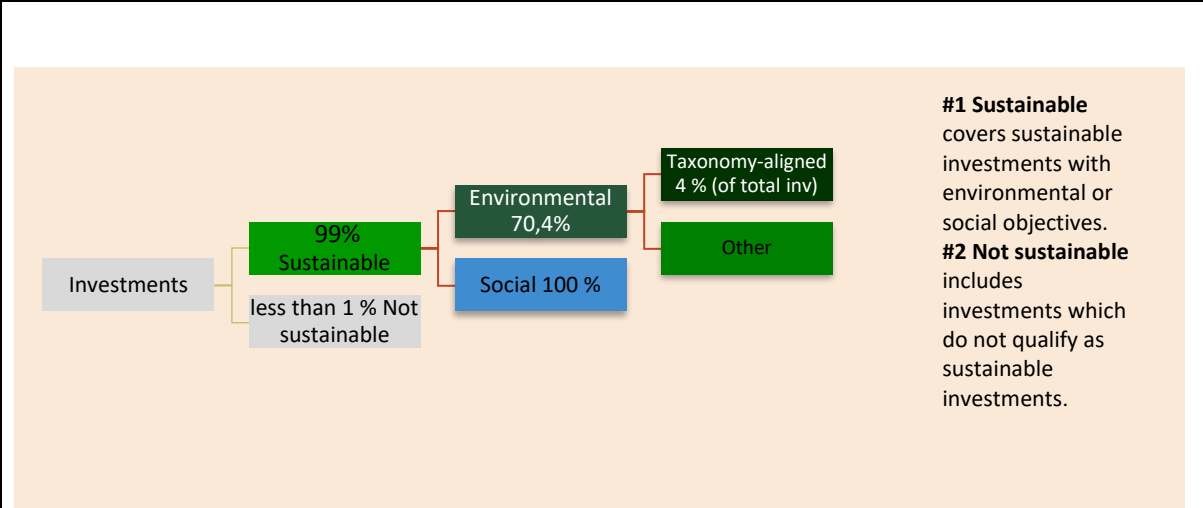 Investments
99%
Sustainable
less than 1 % Not
sustainable
Environmental
70,4%
Social 100 %
Taxonomy-aligned
4 % (of total inv)
Other
#1 Sustainable
covers sustainable
investments with
environmental or
social objectives.
#2 Not sustainable
includes
investments which
do not qualify as
sustainable
investments.